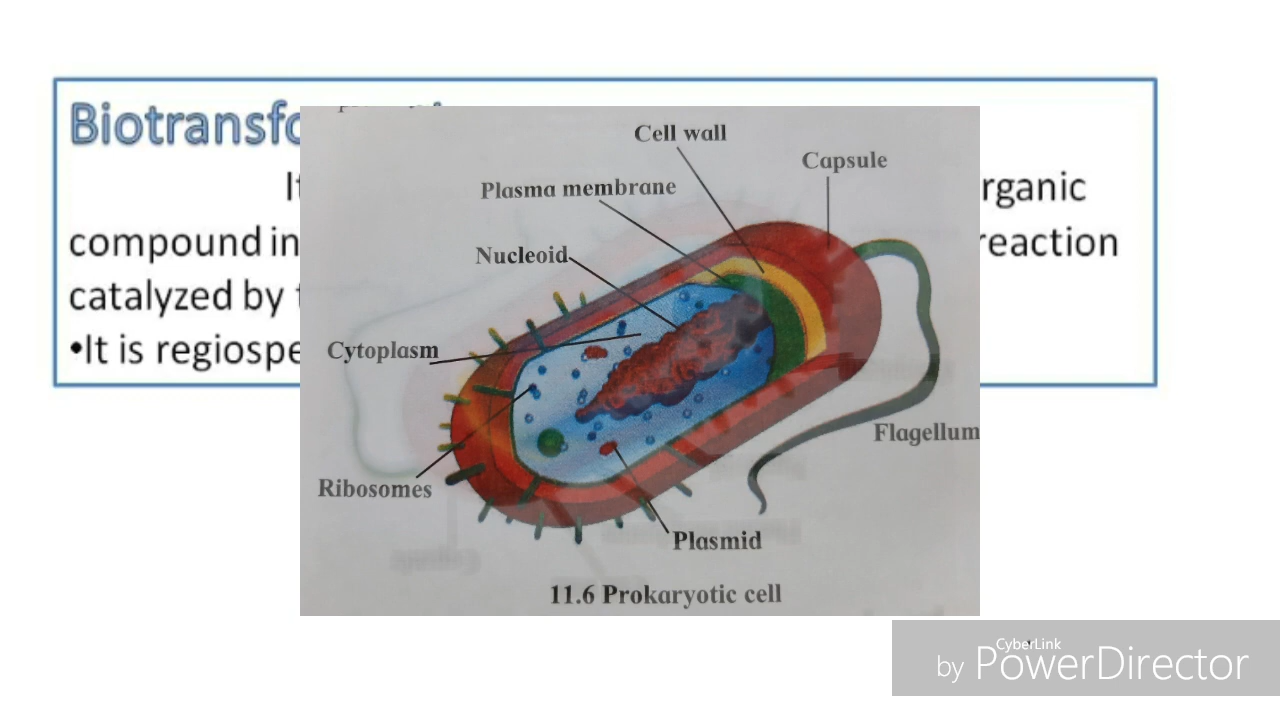 Biotransfo
It
rganic
compound in
reaction
catalyzed by
•It is regiospe
Cell wall
Capsule
Plasma membrane
Nucleoid
Cytoplasm
Flagellum
Ribosomes
Plasmid
11.6 Prokaryotic cell
CyberLink
by PowerDirector